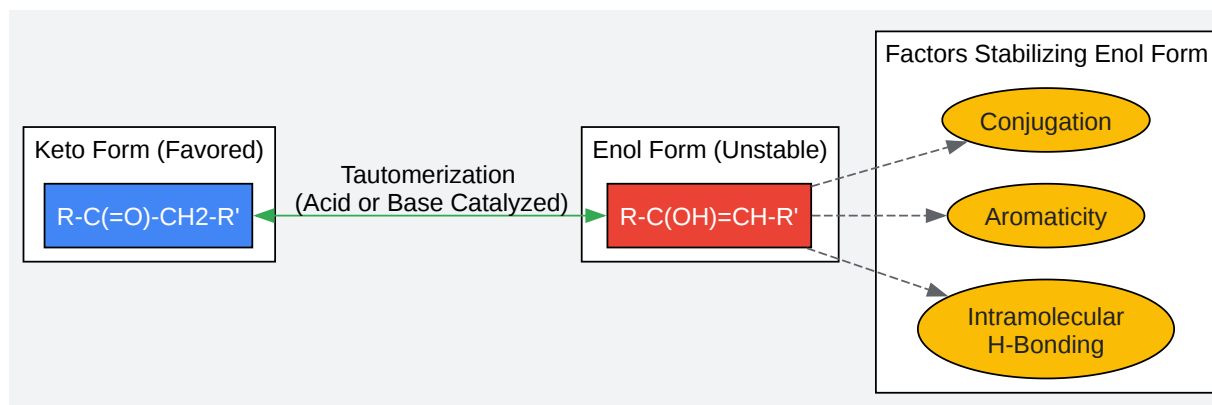 Factors Stabilizing Enol Form
Conjugation
Keto Form (Favored)
Enol Form (Unstable)
Tautomerization
(Acid or Base Catalyzed)
R-C(=O)-CH2-R'
R-C(OH)=CH-R'
Aromaticity
Intramolecular
H-Bonding